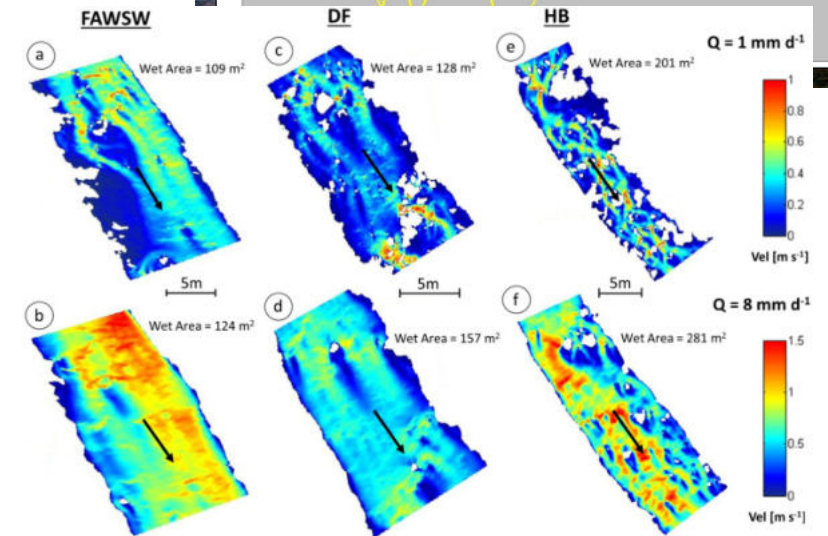 FAWSW
DF
HB
a
c
e
Wet Area = 109 m²
Wet Area = 128 m²
Wet Area = 201 m²
Q = 1 mm d⁻¹
1
0.8
0.6
0.4
0.2
0
Vel [m s⁻¹]
5m
5m
5m
b
d
f
Wet Area = 124 m²
Wet Area = 157 m²
Wet Area = 281 m²
Q = 8 mm d⁻¹
1.5
1
0.5
0
Vel [m s⁻¹]